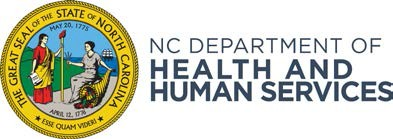 THE GREAT SEAL OF THE STATE OF NORTH CAROLINA
MAY 20, 1775
APRIL 12, 1776
ESSE QUAM VIDERI
NC DEPARTMENT OF
HEALTH AND
HUMAN SERVICES